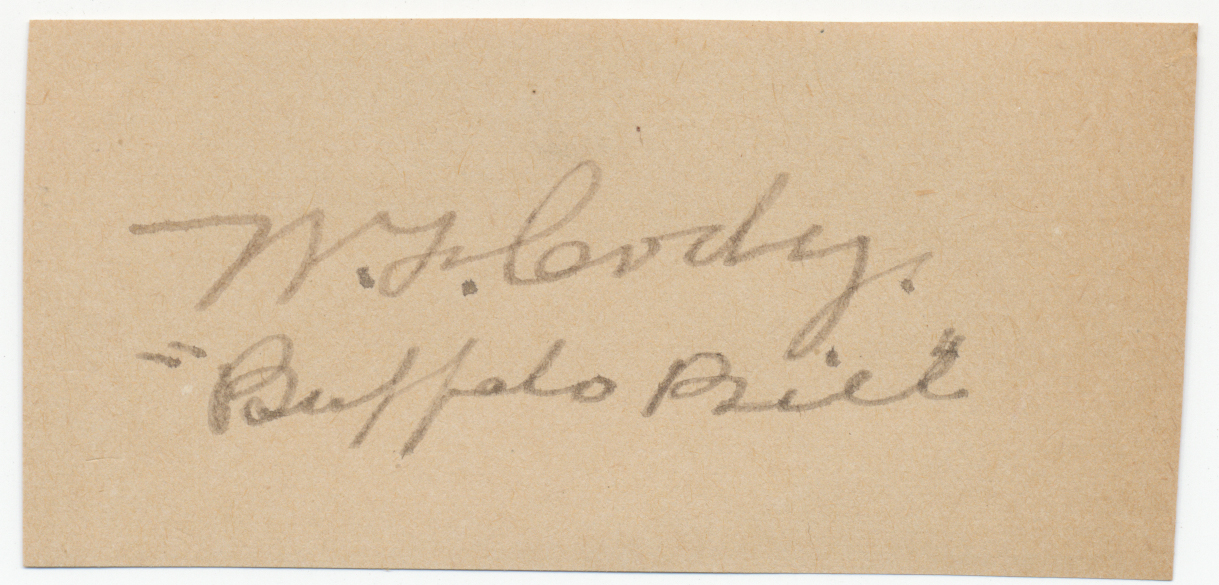 W. F. Cody.
"Buffalo Bill"